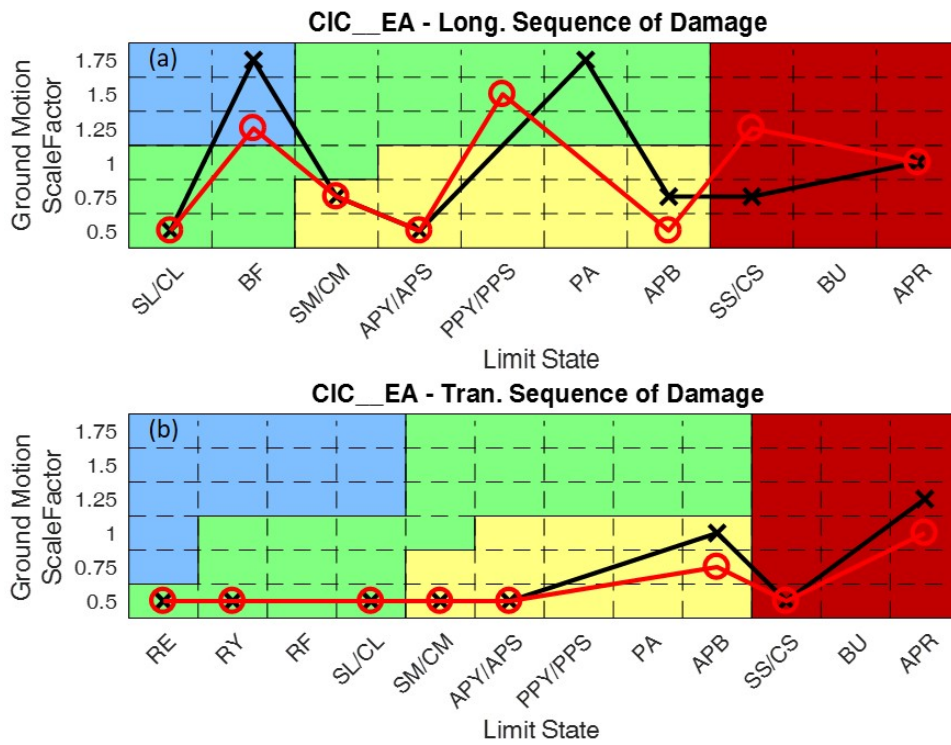 CIC__EA - Long. Sequence of Damage
(a)
Ground Motion
ScaleFactor
1.75
1.5
1.25
1
0.75
0.5
SL/CL
BF
SM/CM
APY/APS
PPY/PPS
PA
APB
SS/CS
BU
APR
Limit State
CIC__EA - Tran. Sequence of Damage
(b)
Ground Motion
ScaleFactor
1.75
1.5
1.25
1
0.75
0.5
RE
RY
RF
SL/CL
SM/CM
APY/APS
PPY/PPS
PA
APB
SS/CS
BU
APR
Limit State